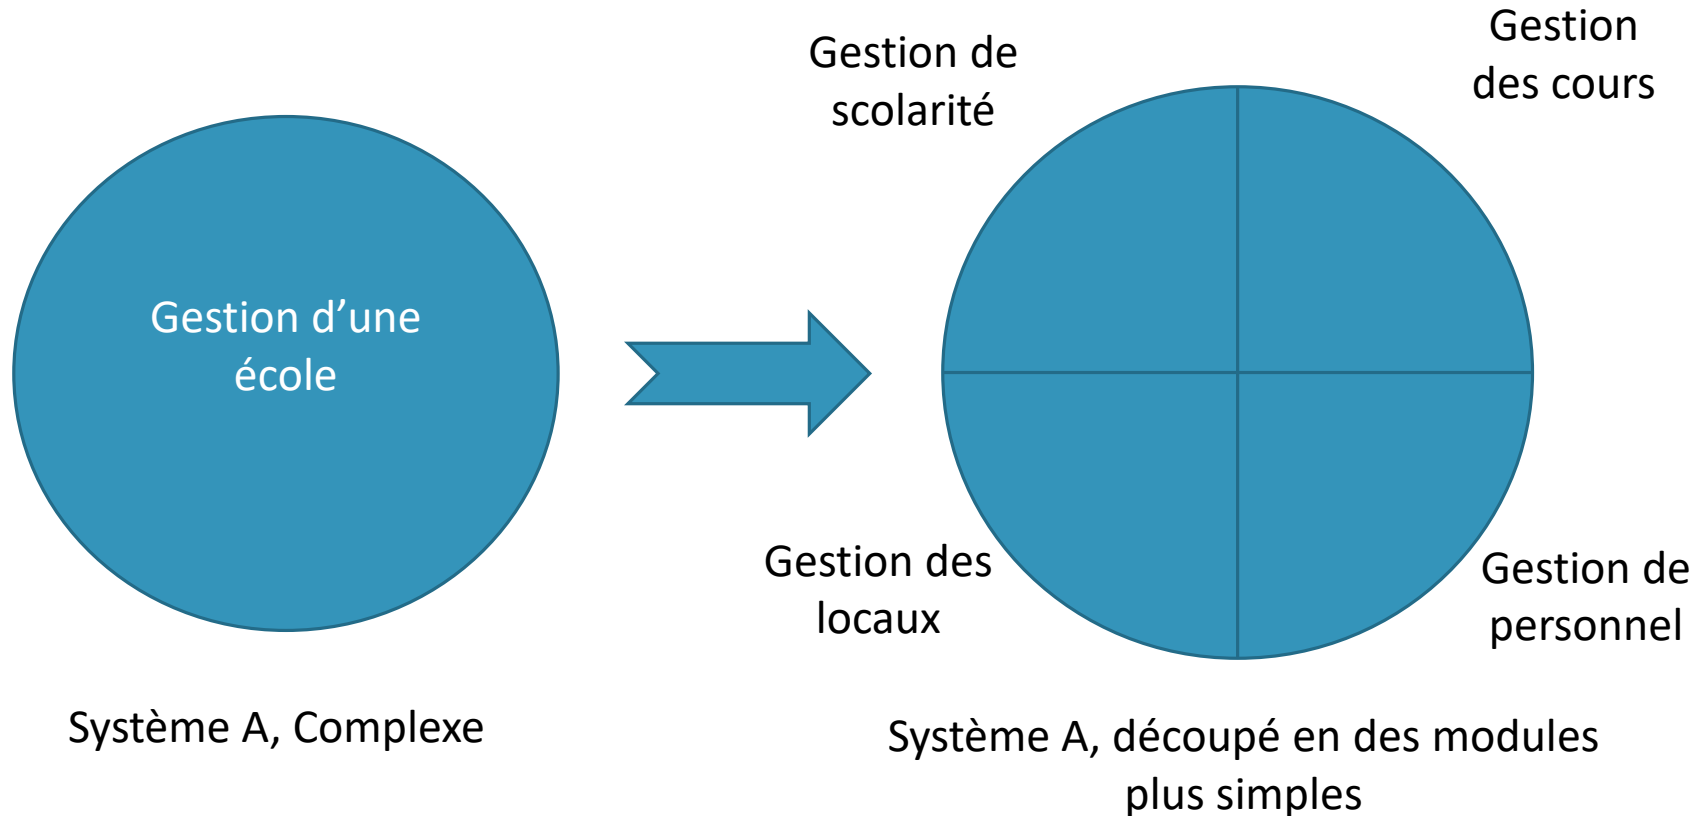 Gestion d’une
école
Système A, Complexe
Gestion de
scolarité
Gestion
des cours
Gestion des
locaux
Gestion de
personnel
Système A, découpé en des modules
plus simples